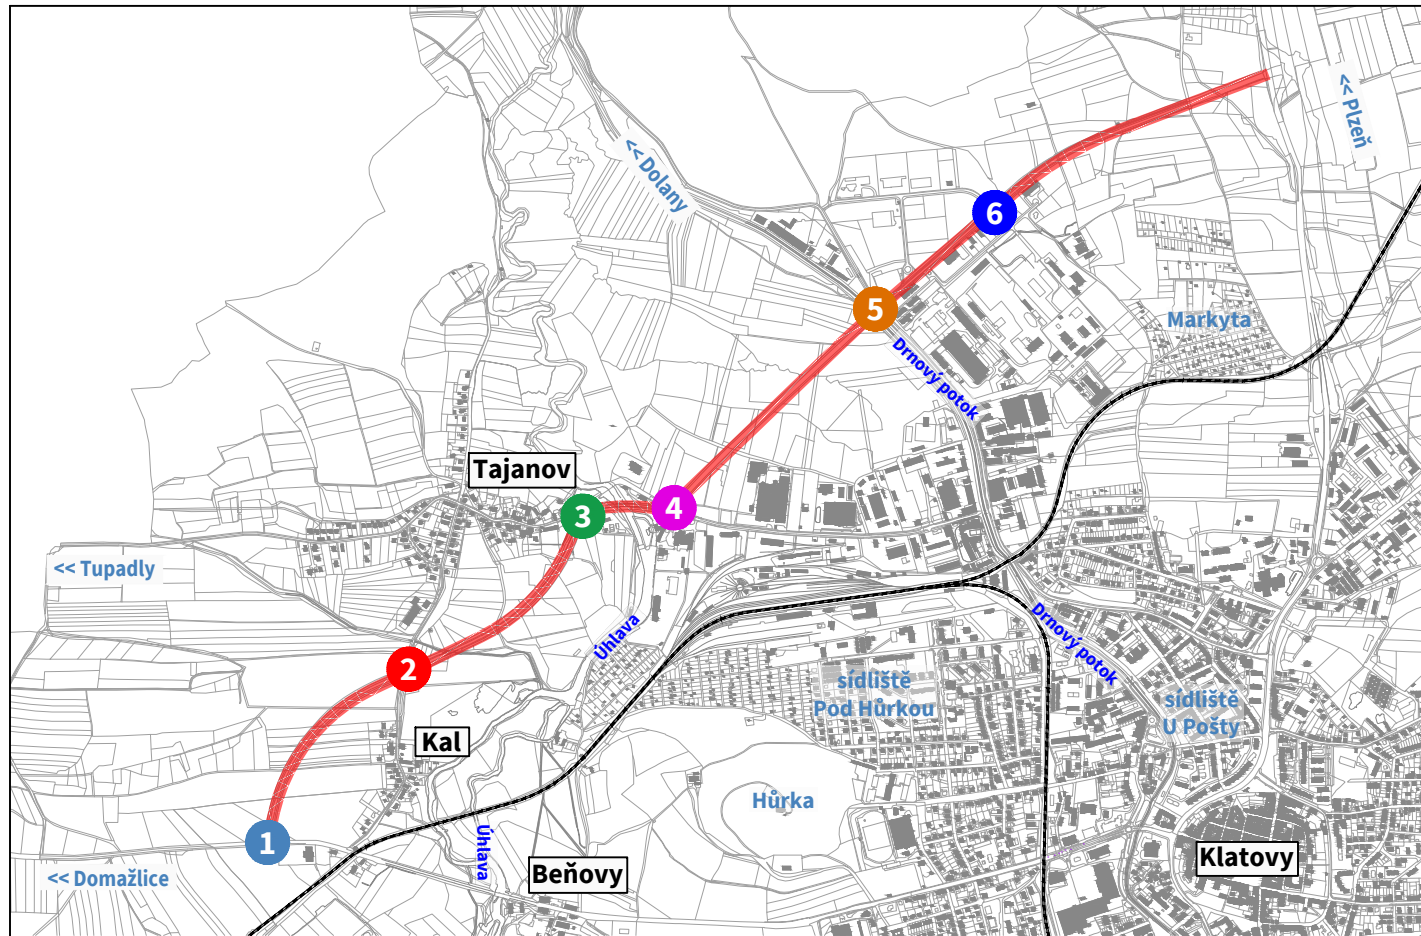 << Plzeň
<< Dolany
6
5
Markyta
Drnový potok
Tajanov
3
4
<< Tupadly
Úhlava
Drnový potok
2
sídliště
Pod Hůrkou
sídliště
U Pošty
Kal
Hůrka
1
Úhlava
Beňovy
Klatovy
<< Domažlice